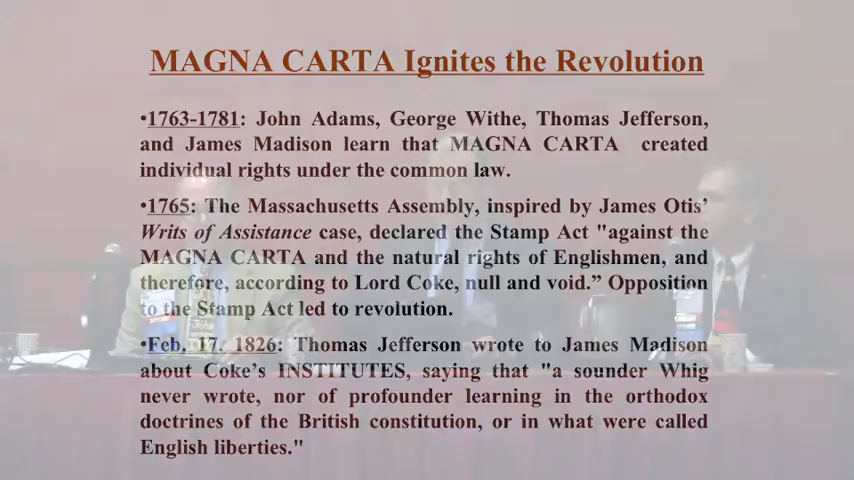 MAGNA CARTA Ignites the Revolution
•1763-1781: John Adams, George Withe, Thomas Jefferson,
and James Madison learn that MAGNA CARTA created
individual rights under the common law.
•1765: The Massachusetts Assembly, inspired by James Otis’
Writs of Assistance case, declared the Stamp Act "against the
MAGNA CARTA and the natural rights of Englishmen, and
therefore, according to Lord Coke, null and void.” Opposition
to the Stamp Act led to revolution.
•Feb. 17, 1826: Thomas Jefferson wrote to James Madison
about Coke’s INSTITUTES, saying that "a sounder Whig
never wrote, nor of profounder learning in the orthodox
doctrines of the British constitution, or in what were called
English liberties."